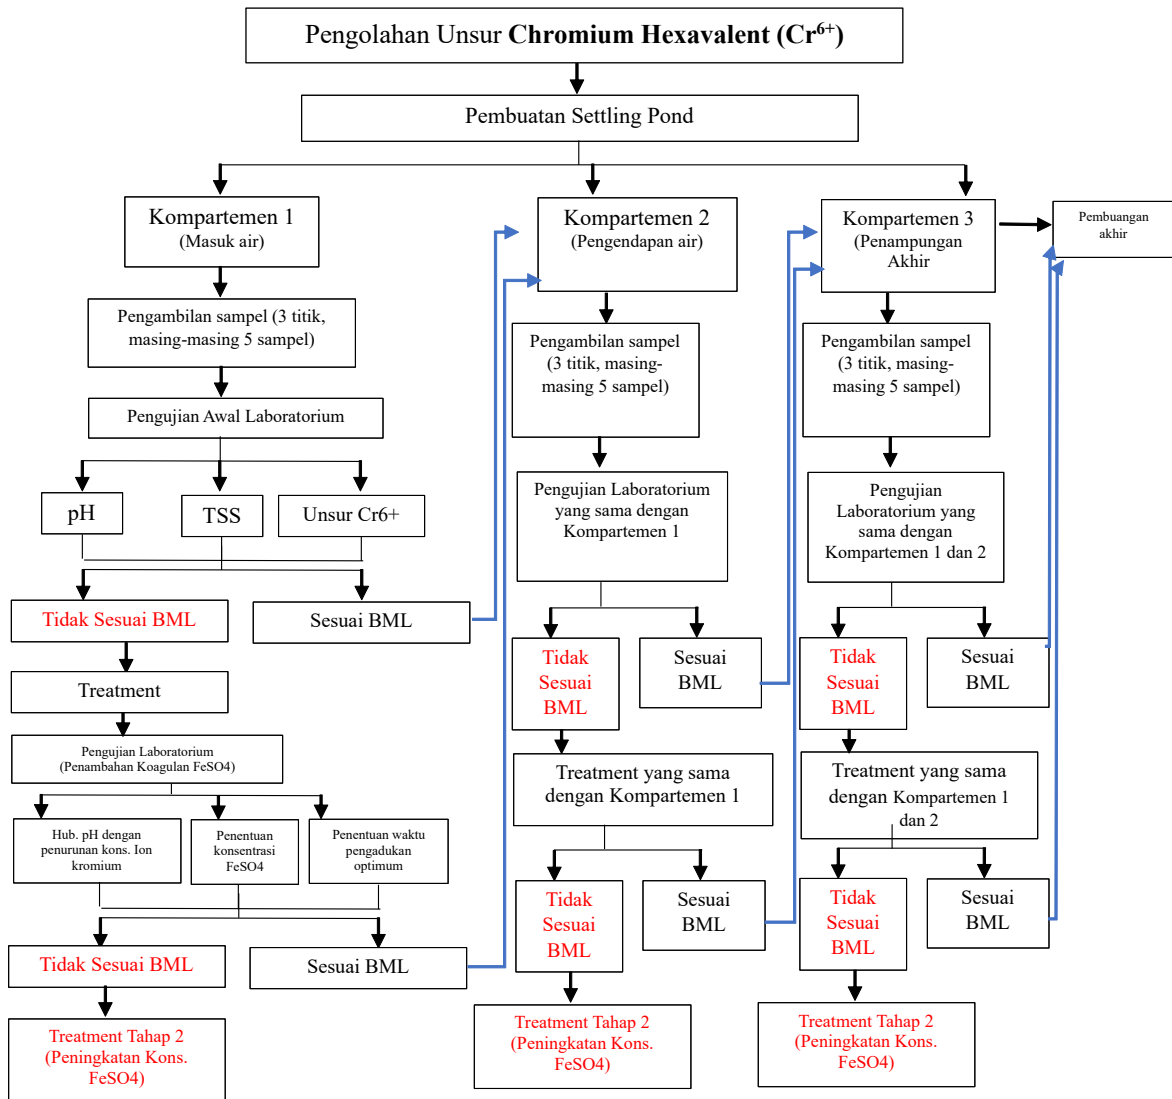 Pengolahan Unsur Chromium Hexavalent (Cr⁶⁺)
Pembuatan Settling Pond
Kompartemen 1
(Masuk air)
Kompartemen 2
(Pengendapan air)
Kompartemen 3
(Penampungan
Akhir
Pembuangan
akhir
Pengambilan sampel (3 titik,
masing-masing 5 sampel)
Pengambilan sampel
(3 titik, masing-
masing 5 sampel)
Pengambilan sampel
(3 titik, masing-
masing 5 sampel)
Pengujian Awal Laboratorium
pH
TSS
Unsur Cr6+
Pengujian Laboratorium
yang sama dengan
Kompartemen 1
Pengujian
Laboratorium yang
sama dengan
Kompartemen 1 dan 2
Tidak Sesuai BML
Sesuai BML
Tidak
Sesuai
BML
Sesuai
BML
Tidak
Sesuai
BML
Sesuai
BML
Treatment
Pengujian Laboratorium
(Penambahan Koagulan FeSO4)
Treatment yang sama
dengan Kompartemen 1
Treatment yang sama
dengan Kompartemen 1
dan 2
Hub. pH dengan
penurunan kons. Ion
kromium
Penentuan
konsentrasi
FeSO4
Penentuan waktu
pengadukan
optimum
Tidak
Sesuai
BML
Sesuai
BML
Tidak
Sesuai
BML
Sesuai
BML
Tidak Sesuai BML
Sesuai BML
Treatment Tahap 2
(Peningkatan Kons.
FeSO4)
Treatment Tahap 2
(Peningkatan Kons.
FeSO4)
Treatment Tahap 2
(Peningkatan Kons.
FeSO4)